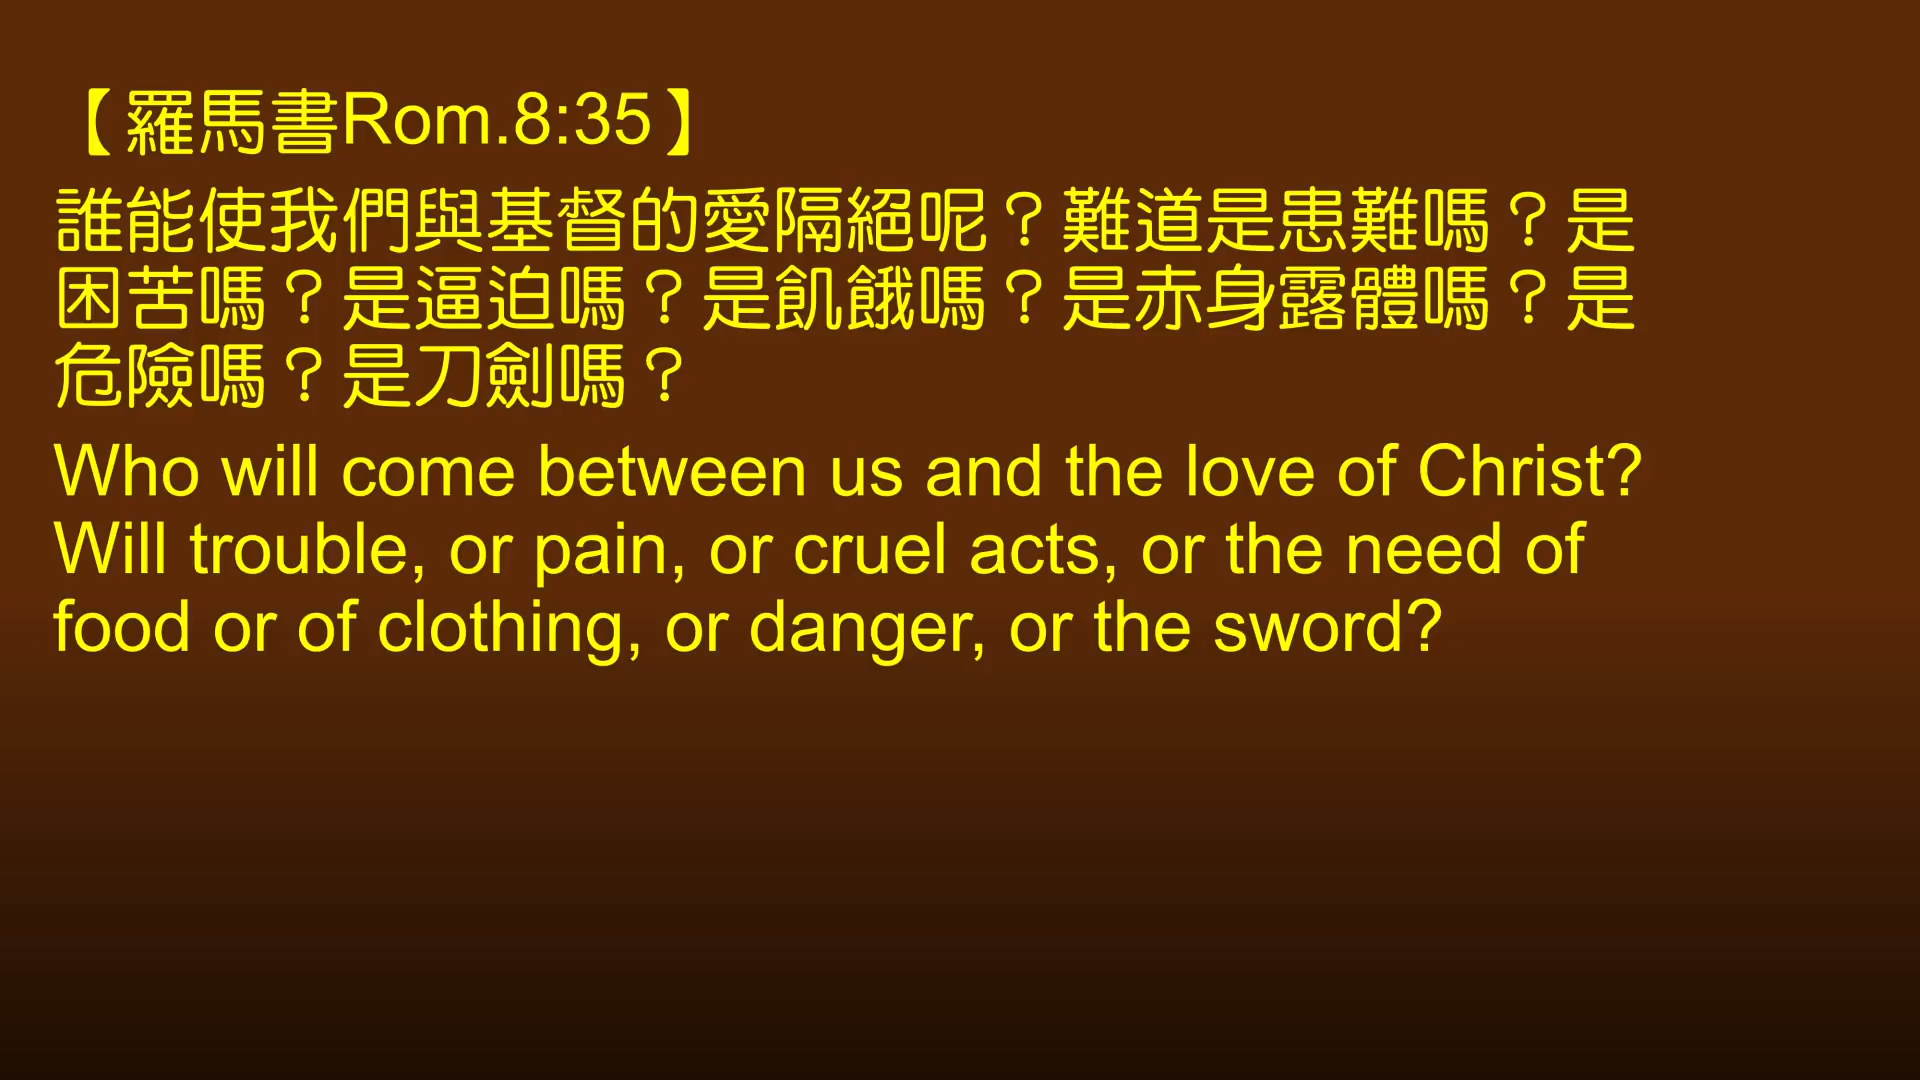 【羅馬書Rom.8:35】
誰能使我們與基督的愛隔絕呢？難道是患難嗎？是
困苦嗎？是逼迫嗎？是飢餓嗎？是赤身露體嗎？是
危險嗎？是刀劍嗎？
Who will come between us and the love of Christ?
Will trouble, or pain, or cruel acts, or the need of
food or of clothing, or danger, or the sword?